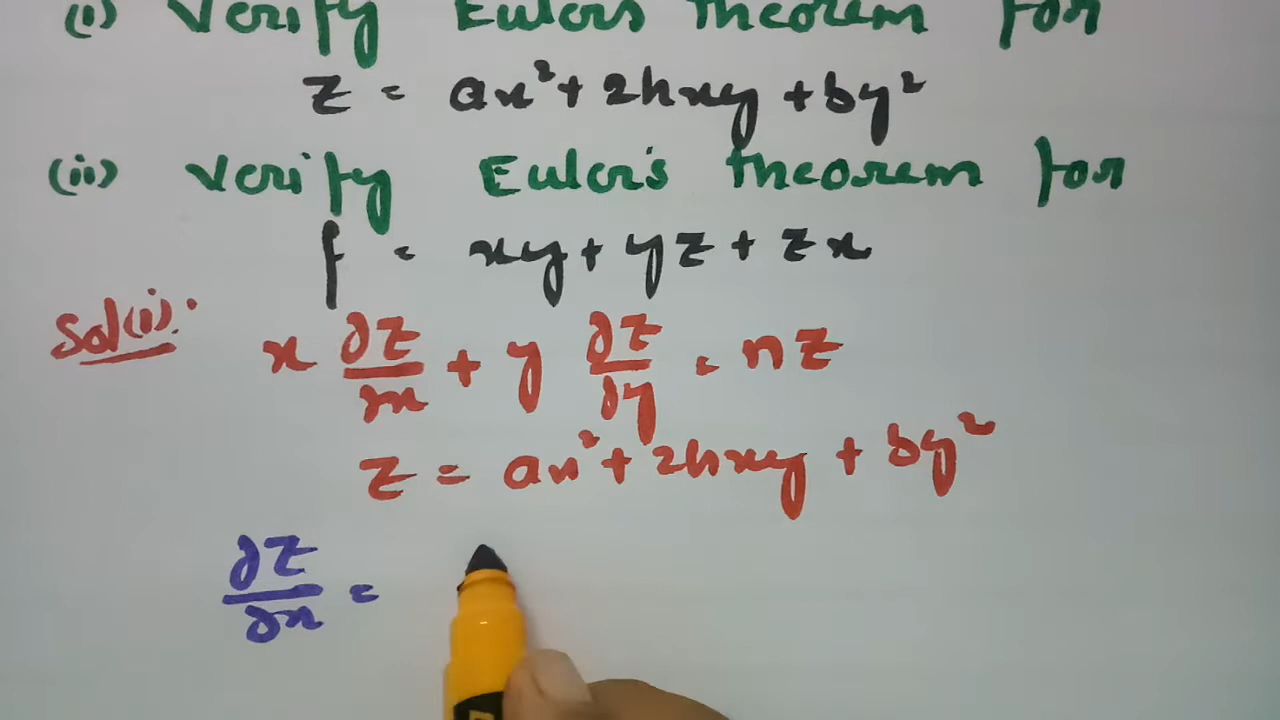 (i) Verify Euler's theorem for
z = ax² + 2hxy + by²
(ii) Verify Euler's theorem for
f = xy + yz + zx
Sol(i):
x ∂z/∂x + y ∂z/∂y = nz
z = ax² + 2hxy + by²
∂z/∂x =